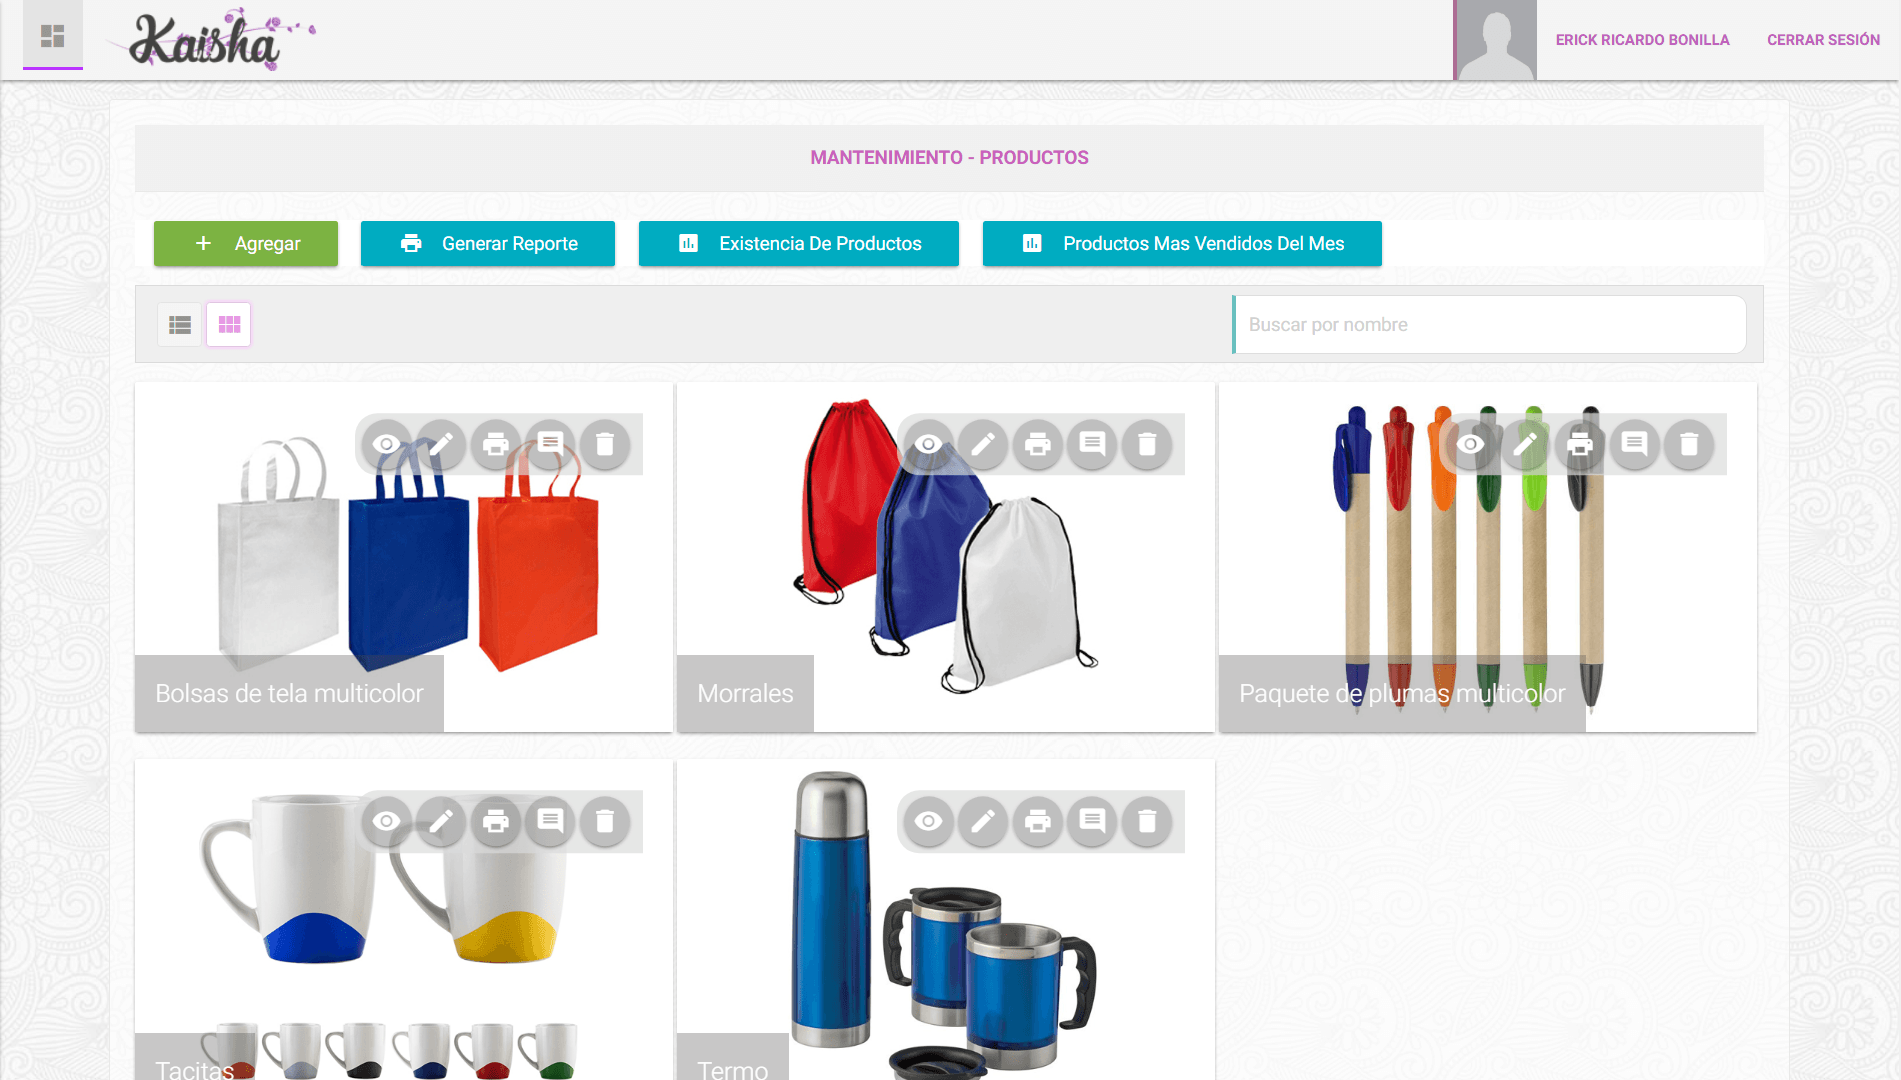 Kaisha
ERICK RICARDO BONILLA
CERRAR SESIÓN
MANTENIMIENTO - PRODUCTOS
Agregar
Generar Reporte
Existencia De Productos
Productos Mas Vendidos Del Mes
Buscar por nombre
Bolsas de tela multicolor
Morrales
Paquete de plumas multicolor
Tacitas
Termo